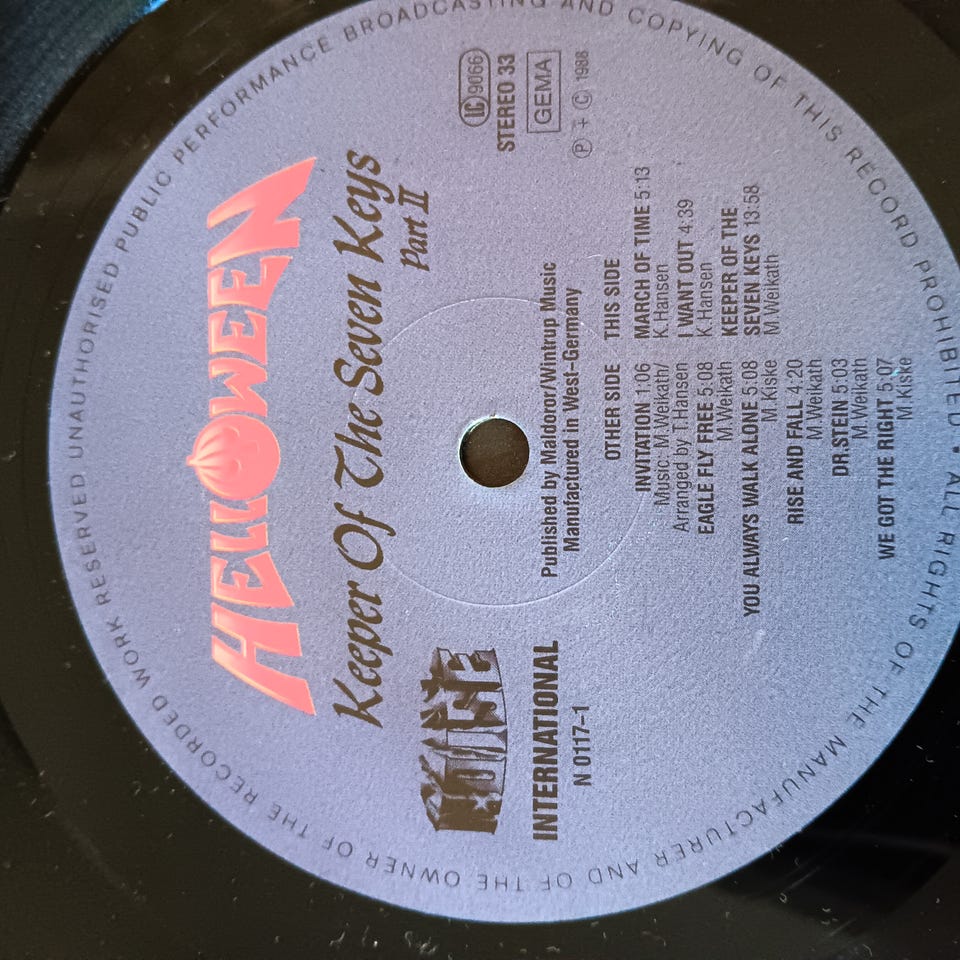 HELLOWEEN
Keeper Of The Seven Keys
Part II
NOISE
INTERNATIONAL
N 0117-1
LC 9066
STEREO 33
GEMA
Ⓟ + © 1988
Published by Maldoror/Wintrup Music
Manufactured in West-Germany
OTHER SIDE
INVITATION 1:06
Music: M.Weikath/
Arranged by T.Hansen
EAGLE FLY FREE 5:08
M.Weikath
YOU ALWAYS WALK ALONE 5:08
M.Kiske
RISE AND FALL 4:20
M.Weikath
DR.STEIN 5:03
M.Weikath
WE GOT THE RIGHT 5:07
M.Kiske
THIS SIDE
MARCH OF TIME 5:13
K.Hansen
I WANT OUT 4:39
K.Hansen
KEEPER OF THE
SEVEN KEYS 13:58
M.Weikath
ALL RIGHTS OF THE MANUFACTURER AND OF THE OWNER OF THE RECORDED WORK RESERVED UNAUTHORISED PUBLIC PERFORMANCE BROADCASTING AND COPYING OF THIS RECORD PROHIBITED •